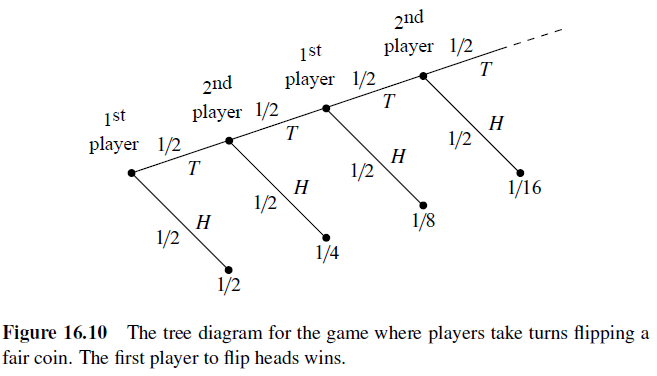 2nd
player 1/2
T
1st
player 1/2
T
H
1/2
1/16
2nd
player 1/2
T
H
1/2
1/8
1st
player 1/2
T
H
1/2
1/4
H
1/2
1/2
Figure 16.10 The tree diagram for the game where players take turns flipping a
fair coin. The first player to flip heads wins.